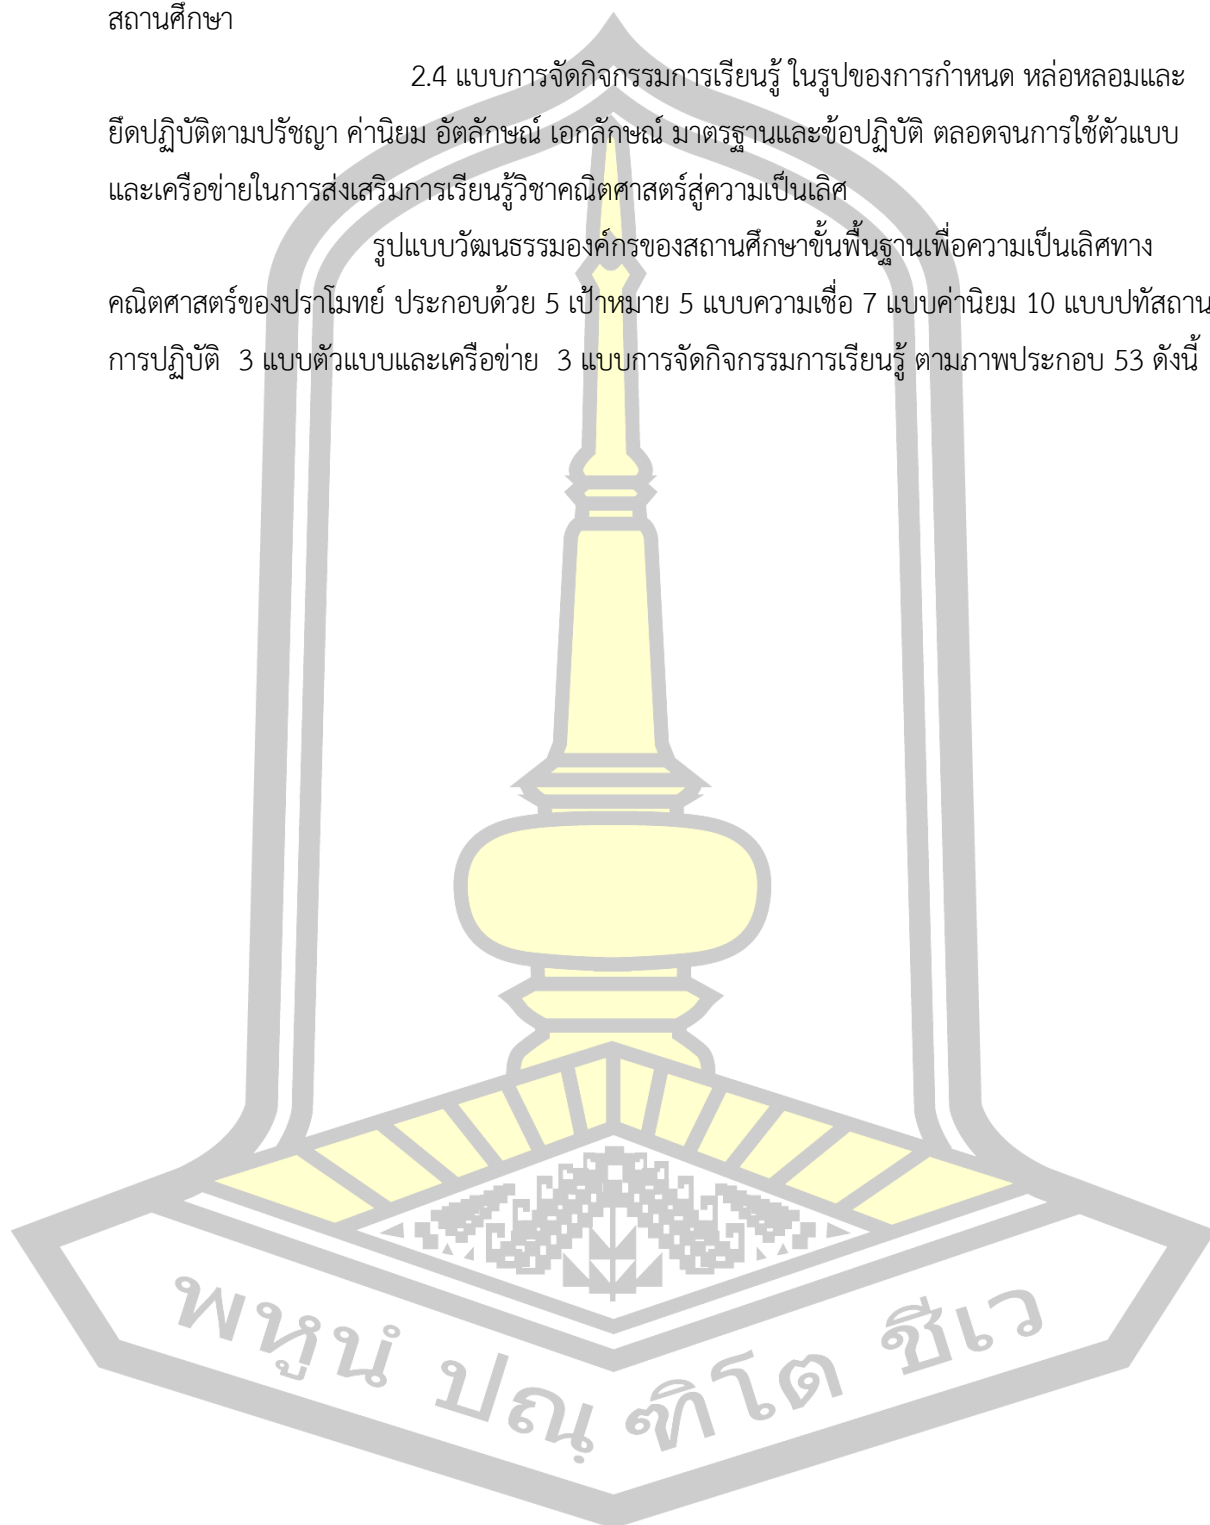 สถานศึกษา
2.4 แบบการจัดกิจกรรมการเรียนรู้ ในรูปของการกำหนด หล่อหลอมและ
ยึดปฏิบัติตามปรัชญา ค่านิยม อัตลักษณ์ เอกลักษณ์ มาตรฐานและข้อปฏิบัติ ตลอดจนการใช้ตัวแบบ
และเครือข่ายในการส่งเสริมการเรียนรู้วิชาคณิตศาสตร์สู่ความเป็นเลิศ
รูปแบบวัฒนธรรมองค์กรของสถานศึกษาขั้นพื้นฐานเพื่อความเป็นเลิศทาง
คณิตศาสตร์ของปราโมทย์ ประกอบด้วย 5 เป้าหมาย 5 แบบความเชื่อ 7 แบบค่านิยม 10 แบบปทัสถาน
การปฏิบัติ 3 แบบตัวแบบและเครือข่าย 3 แบบการจัดกิจกรรมการเรียนรู้ ตามภาพประกอบ 53 ดังนี้
พหูนํ ปณฺฑิโต ชีเว